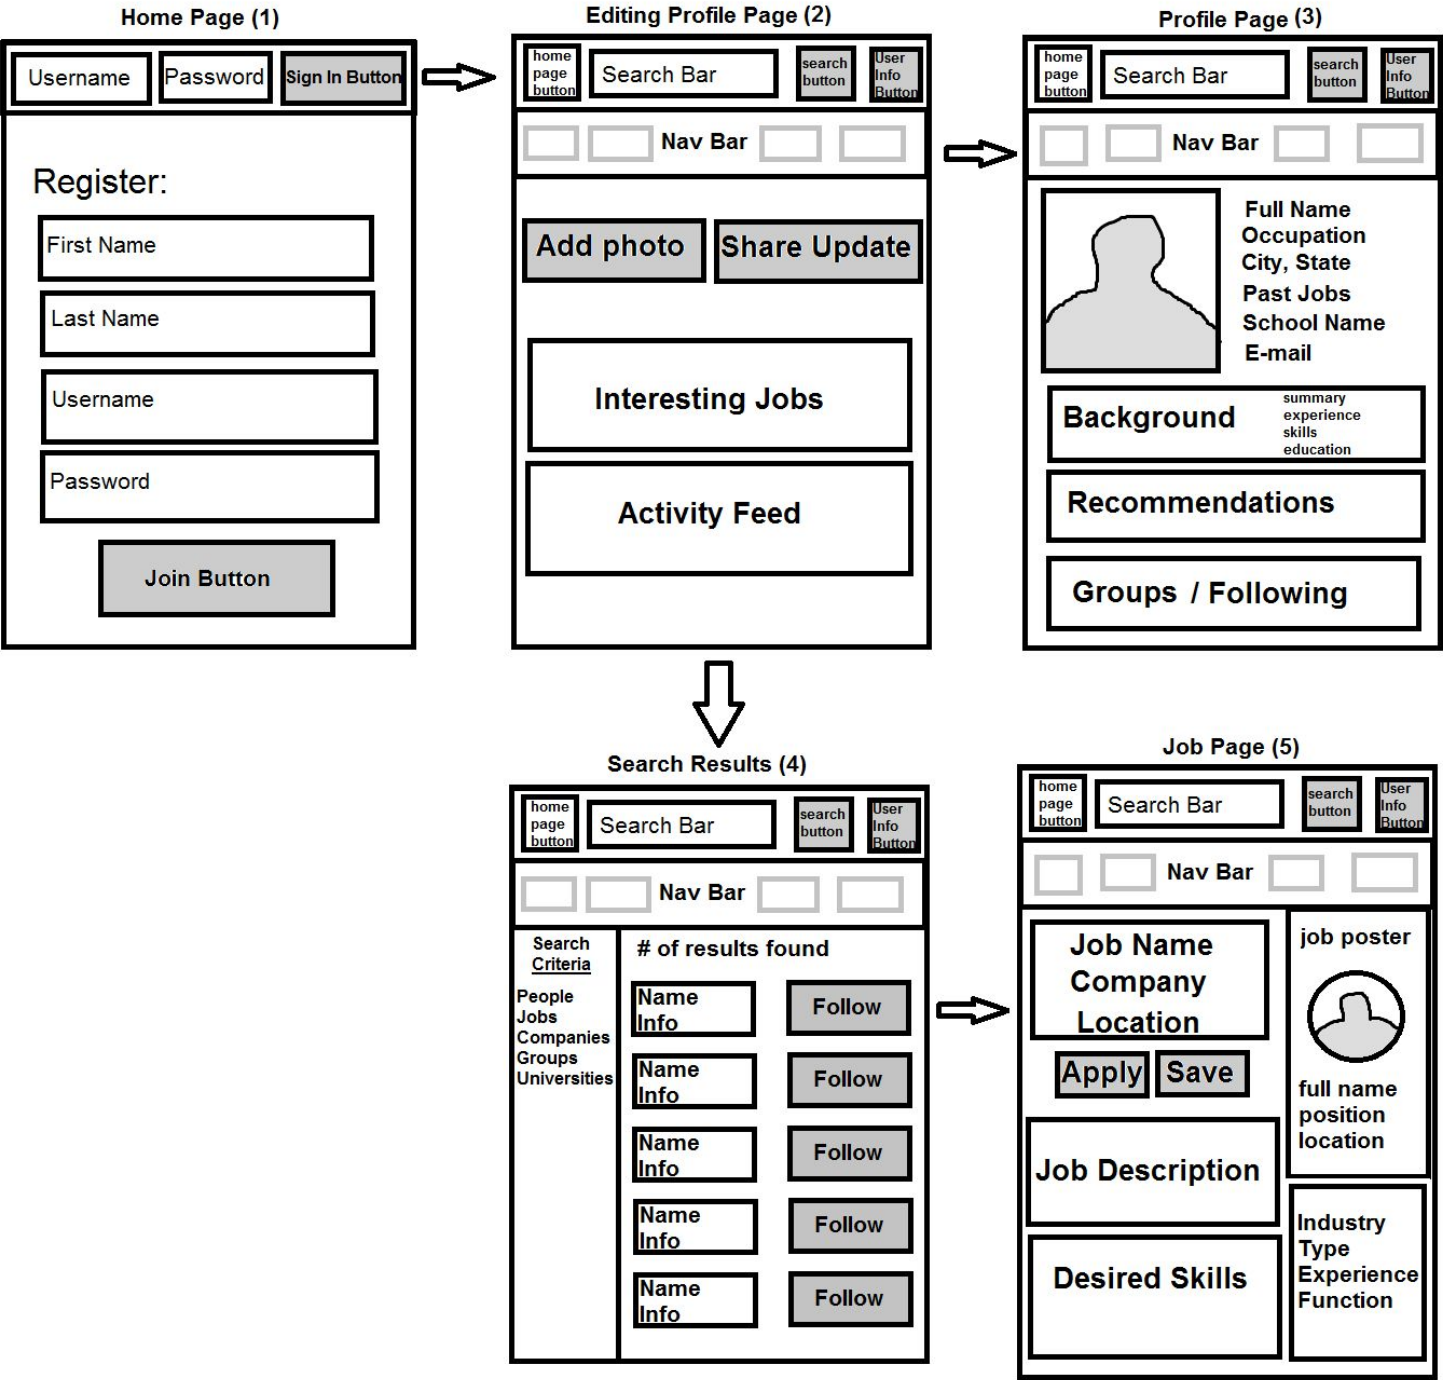 Home Page (1)
Username
Password
Sign In Button
Register:
First Name
Last Name
Username
Password
Join Button
Editing Profile Page (2)
home
page
button
Search Bar
search
button
User
Info
Button
Nav Bar
Add photo
Share Update
Interesting Jobs
Activity Feed
Profile Page (3)
home
page
button
Search Bar
search
button
User
Info
Button
Nav Bar
Full Name
Occupation
City, State
Past Jobs
School Name
E-mail
Background
summary
experience
skills
education
Recommendations
Groups / Following
Search Results (4)
home
page
button
Search Bar
search
button
User
Info
Button
Nav Bar
Search
Criteria
People
Jobs
Companies
Groups
Universities
# of results found
Name
Info
Follow
Name
Info
Follow
Name
Info
Follow
Name
Info
Follow
Name
Info
Follow
Job Page (5)
home
page
button
Search Bar
search
button
User
Info
Button
Nav Bar
Job Name
Company
Location
Apply
Save
Job Description
Desired Skills
job poster
full name
position
location
Industry
Type
Experience
Function